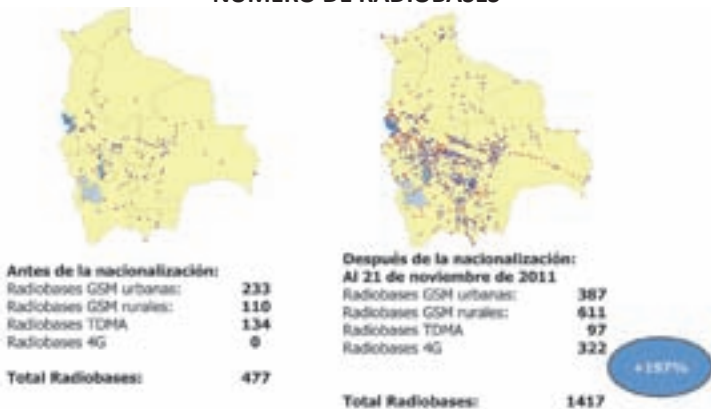 NÚMERO DE RADIOBASES
Antes de la nacionalización:
Radiobases GSM urbanas: 233
Radiobases GSM rurales: 110
Radiobases TDMA 134
Radiobases 4G 0
Total Radiobases: 477
Después de la nacionalización:
Al 21 de noviembre de 2011
Radiobases GSM urbanas: 387
Radiobases GSM rurales: 611
Radiobases TDMA 97
Radiobases 4G 322
+197%
Total Radiobases: 1417